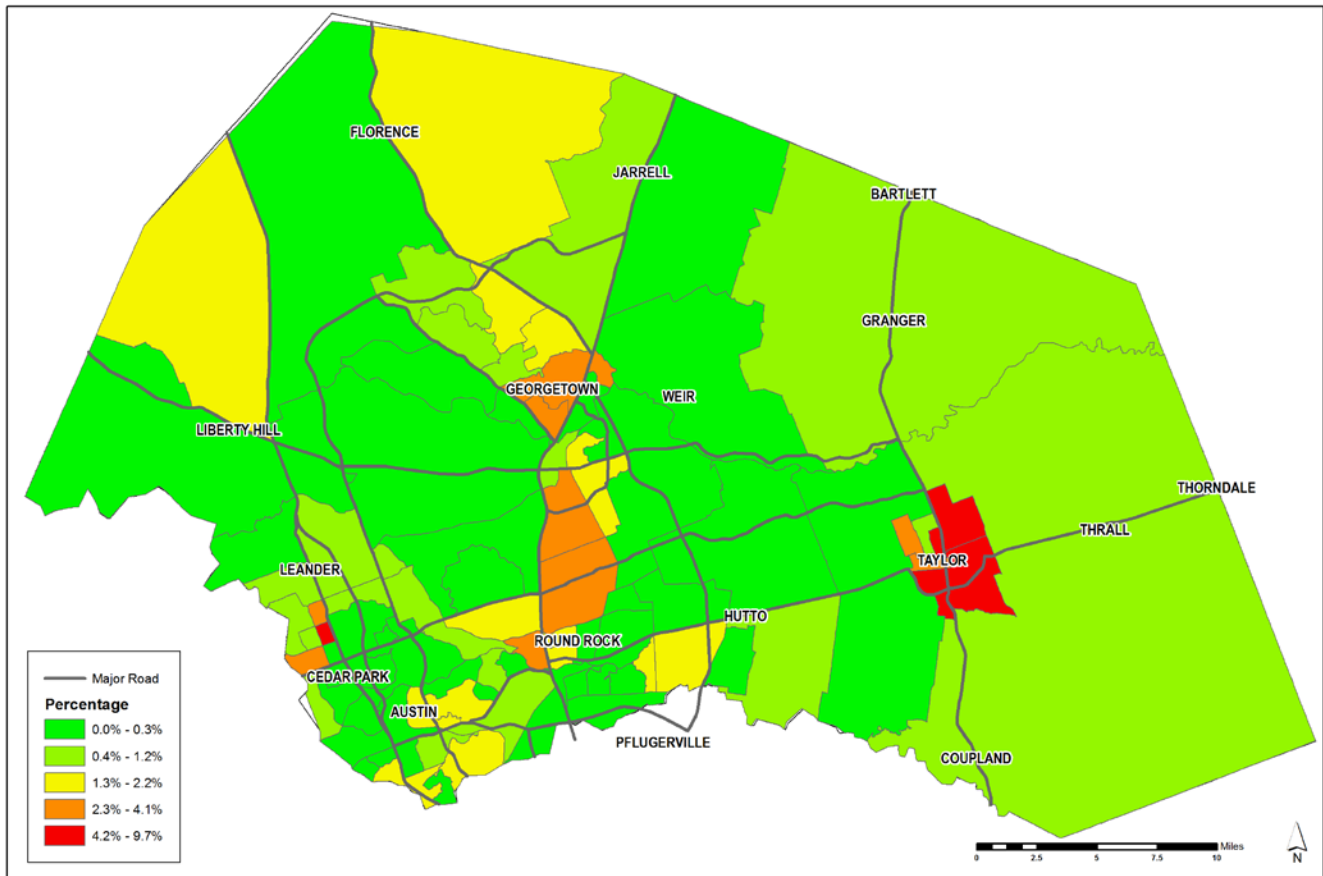 FLORENCE
JARRELL
BARTLETT
GRANGER
GEORGETOWN
WEIR
LIBERTY HILL
THORNDALE
THRALL
TAYLOR
LEANDER
HUTTO
ROUND ROCK
CEDAR PARK
AUSTIN
PFLUGERVILLE
COUPLAND
Major Road
Percentage
0.0% - 0.3%
0.4% - 1.2%
1.3% - 2.2%
2.3% - 4.1%
4.2% - 9.7%
Miles
0 2.5 5 7.5 10
N